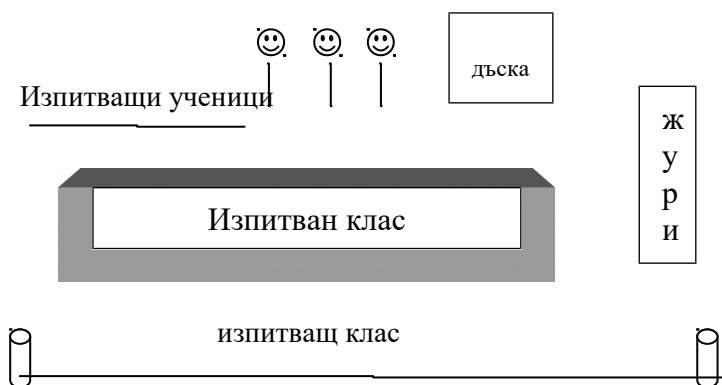 дъска
Изпитващи ученици
ж
у
р
и
Изпитван клас
изпитващ клас